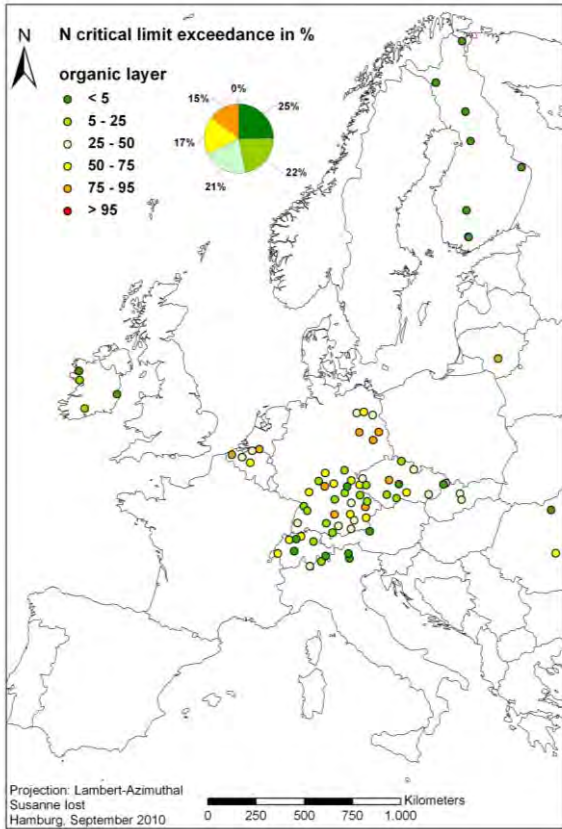 N
N critical limit exceedance in %
organic layer
< 5
5 - 25
25 - 50
50 - 75
75 - 95
> 95
0%
15%
25%
17%
21%
22%
Projection: Lambert-Azimuthal
Susanne Iost
Hamburg, September 2010
Kilometers
0 250 500 750 1.000